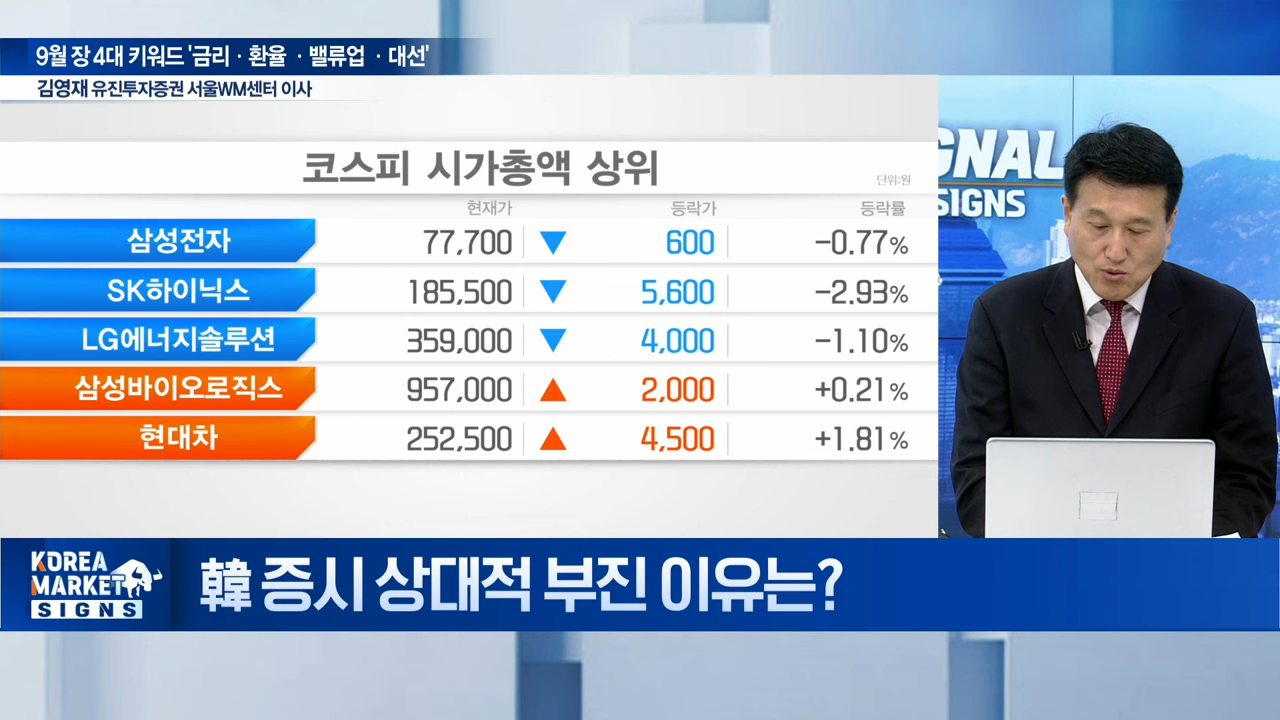 9월 장 4대 키워드 '금리 · 환율 · 밸류업 · 대선'
김영재 유진투자증권 서울WM센터 이사
코스피 시가총액 상위
단위:원
현재가 등락가 등락률
삼성전자 77,700 ▼ 600 -0.77%
SK하이닉스 185,500 ▼ 5,600 -2.93%
LG에너지솔루션 359,000 ▼ 4,000 -1.10%
삼성바이오로직스 957,000 ▲ 2,000 +0.21%
현대차 252,500 ▲ 4,500 +1.81%
GNAL
SIGNS
KOREA
MARKET
SIGNS
韓 증시 상대적 부진 이유는?